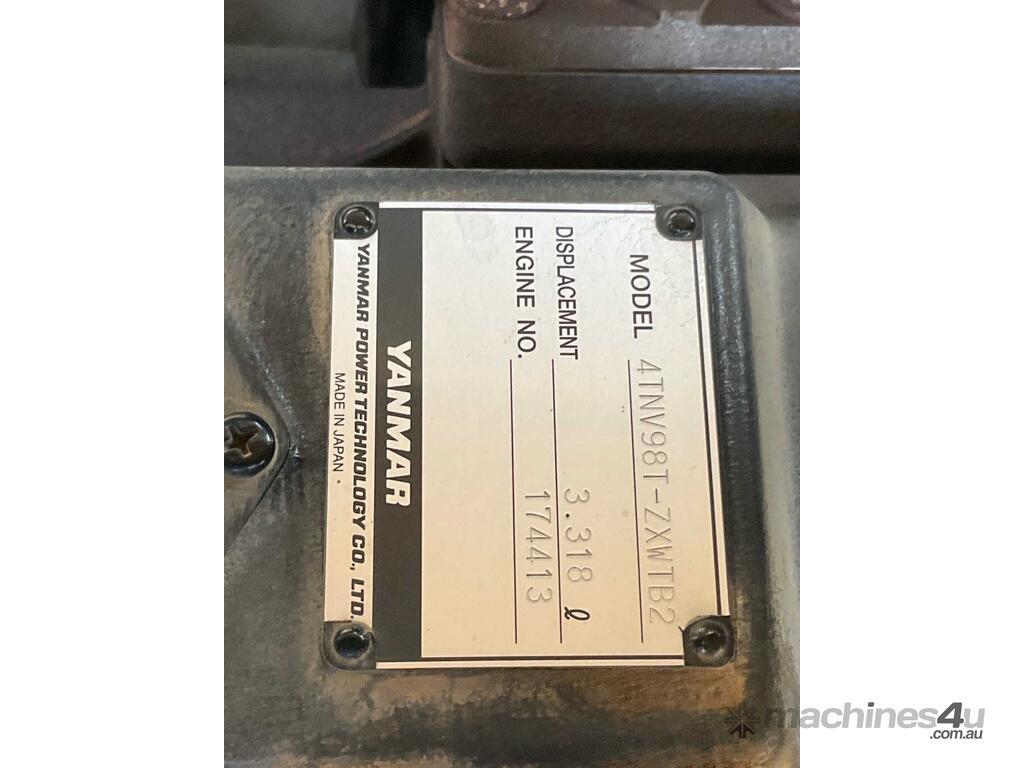 MODEL 4TNV98T-ZXWTB2
DISPLACEMENT 3.318 ℓ
ENGINE NO. 174413
YANMAR
YANMAR POWER TECHNOLOGY CO., LTD.
MADE IN JAPAN
machines4u
.com.au